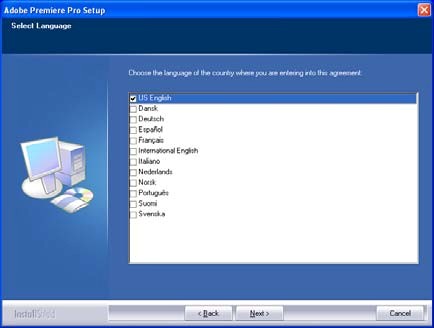 Adobe Premiere Pro Setup
Select Language
Choose the language of the country where you are entering into this agreement:
US English
Dansk
Deutsch
Español
Français
International English
Italiano
Nederlands
Norsk
Português
Suomi
Svenska
InstallShield
< Back
Next >
Cancel